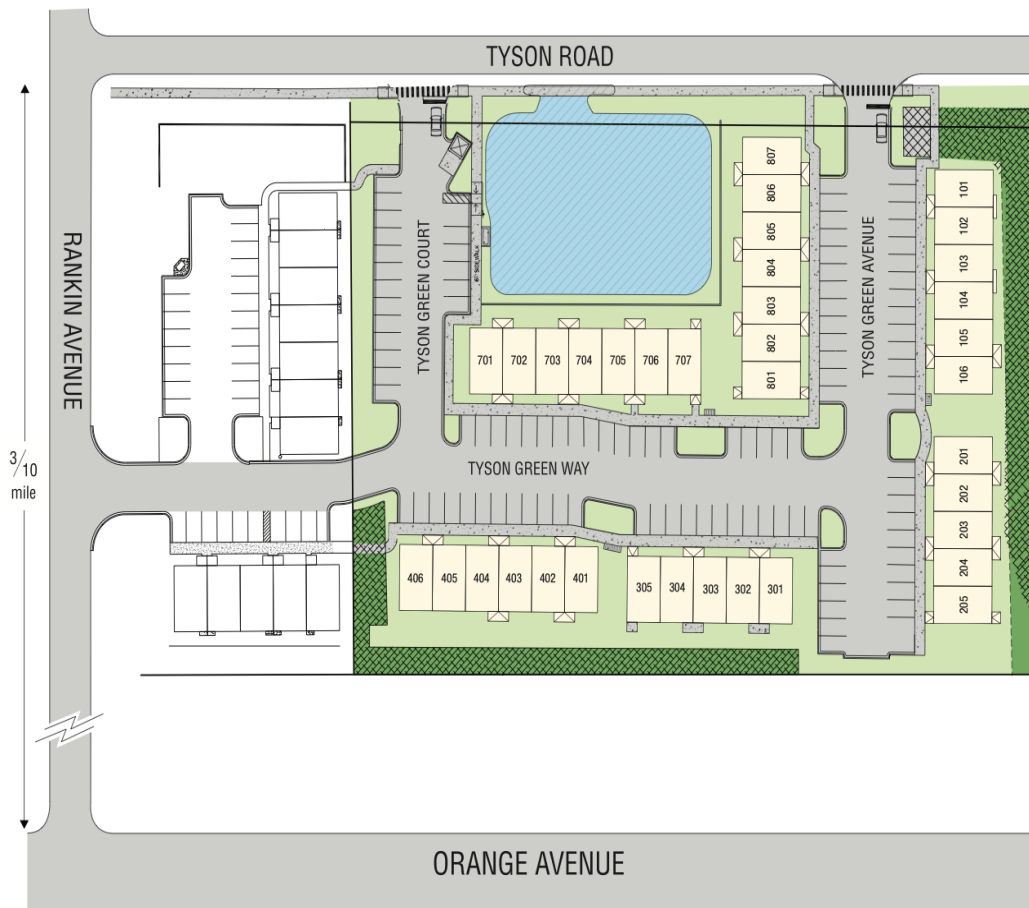 TYSON ROAD
RANKIN AVENUE
3/10
mile
TYSON GREEN COURT
TYSON GREEN AVENUE
TYSON GREEN WAY
807
806
805
804
803
802
801
101
102
103
104
105
106
701 702 703 704 705 706 707
201
202
203
204
205
406 405 404 403 402 401
305 304 303 302 301
ORANGE AVENUE